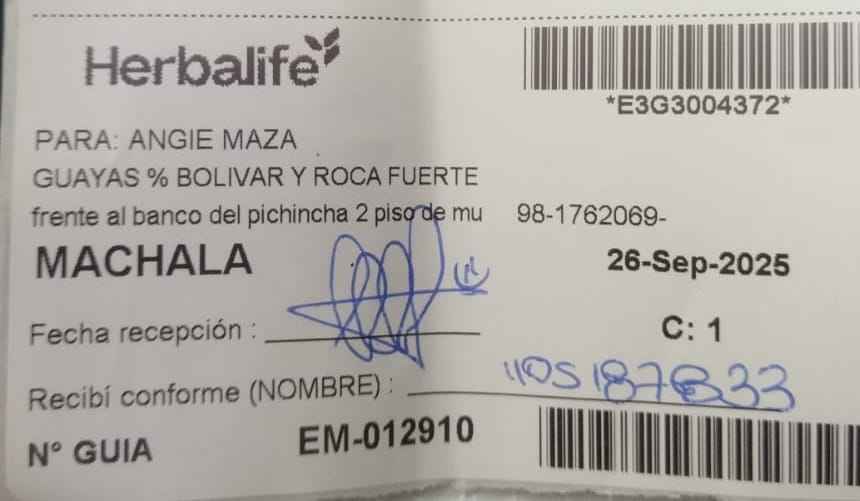 Herbalife
*E3G3004372*
PARA: ANGIE MAZA
GUAYAS % BOLIVAR Y ROCA FUERTE
frente al banco del pichincha 2 piso de mu 98-1762069-
MACHALA
26-Sep-2025
Fecha recepción :
C: 1
Recibí conforme (NOMBRE) :
N° GUIA EM-012910